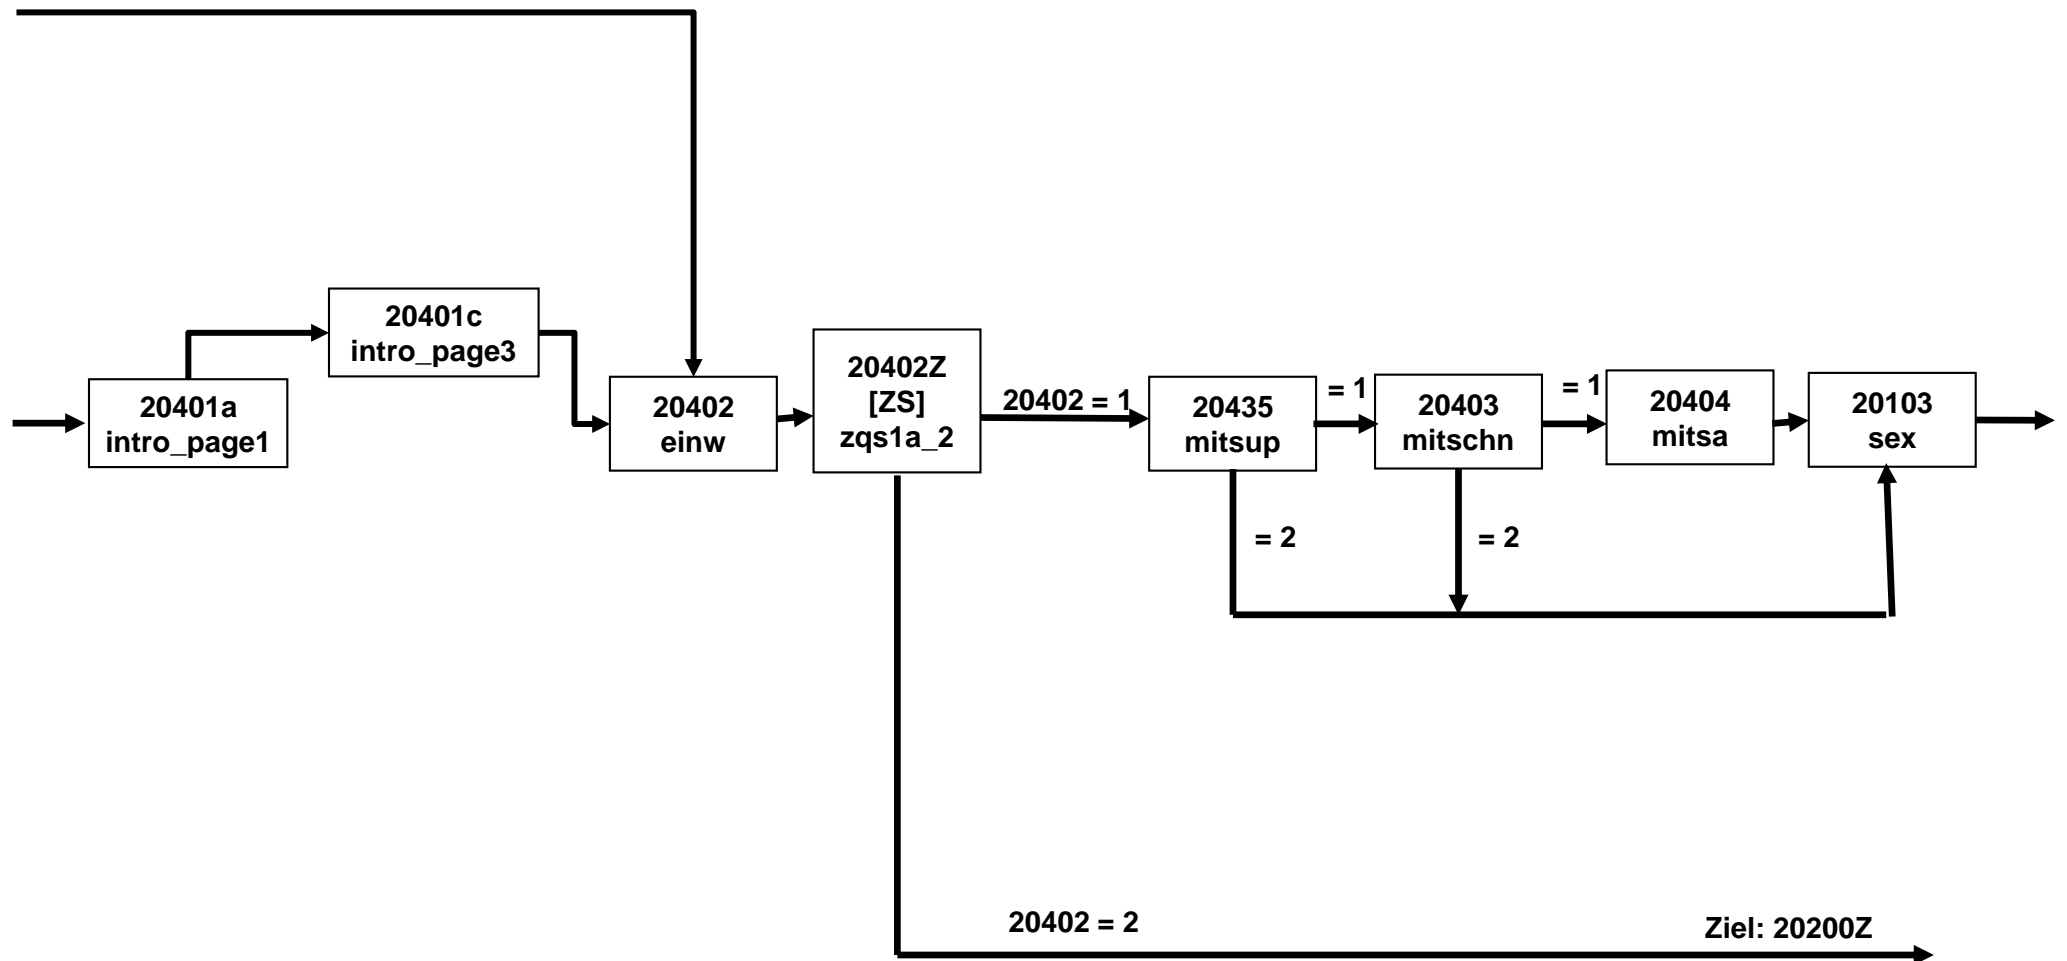 20401c
intro_page3
20401a
intro_page1
20402
einw
20402Z
[ZS]
zqs1a_2
20402 = 1
20435
mitsup
= 1
20403
mitschn
= 1
20404
mitsa
20103
sex
= 2
= 2
20402 = 2
Ziel: 20200Z